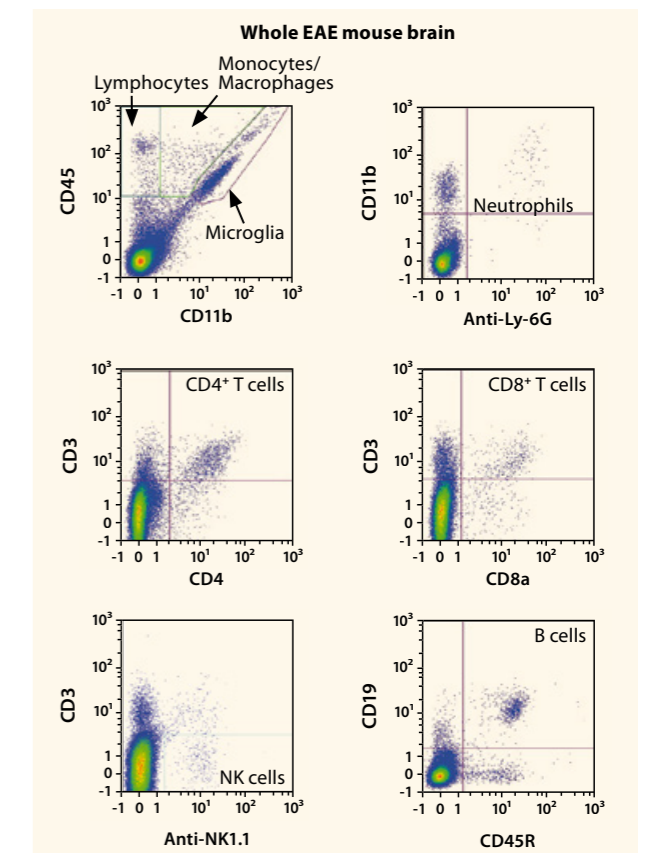 Whole EAE mouse brain
Monocytes/
Lymphocytes Macrophages
10³
10²
10¹
1
0
-1
CD45
Microglia
-1 0 1 10¹ 10² 10³
CD11b
10³
10²
10¹
1
0
-1
CD11b
Neutrophils
-1 0 1 10¹ 10² 10³
Anti-Ly-6G
10³
10²
10¹
1
0
-1
CD3
CD4⁺ T cells
-1 0 1 10¹ 10² 10³
CD4
10³
10²
10¹
1
0
-1
CD3
CD8⁺ T cells
-1 0 1 10¹ 10² 10³
CD8a
10³
10²
10¹
1
0
-1
CD3
NK cells
-1 0 1 10¹ 10² 10³
Anti-NK1.1
10³
10²
10¹
1
0
-1
CD19
B cells
-1 0 1 10¹ 10² 10³
CD45R